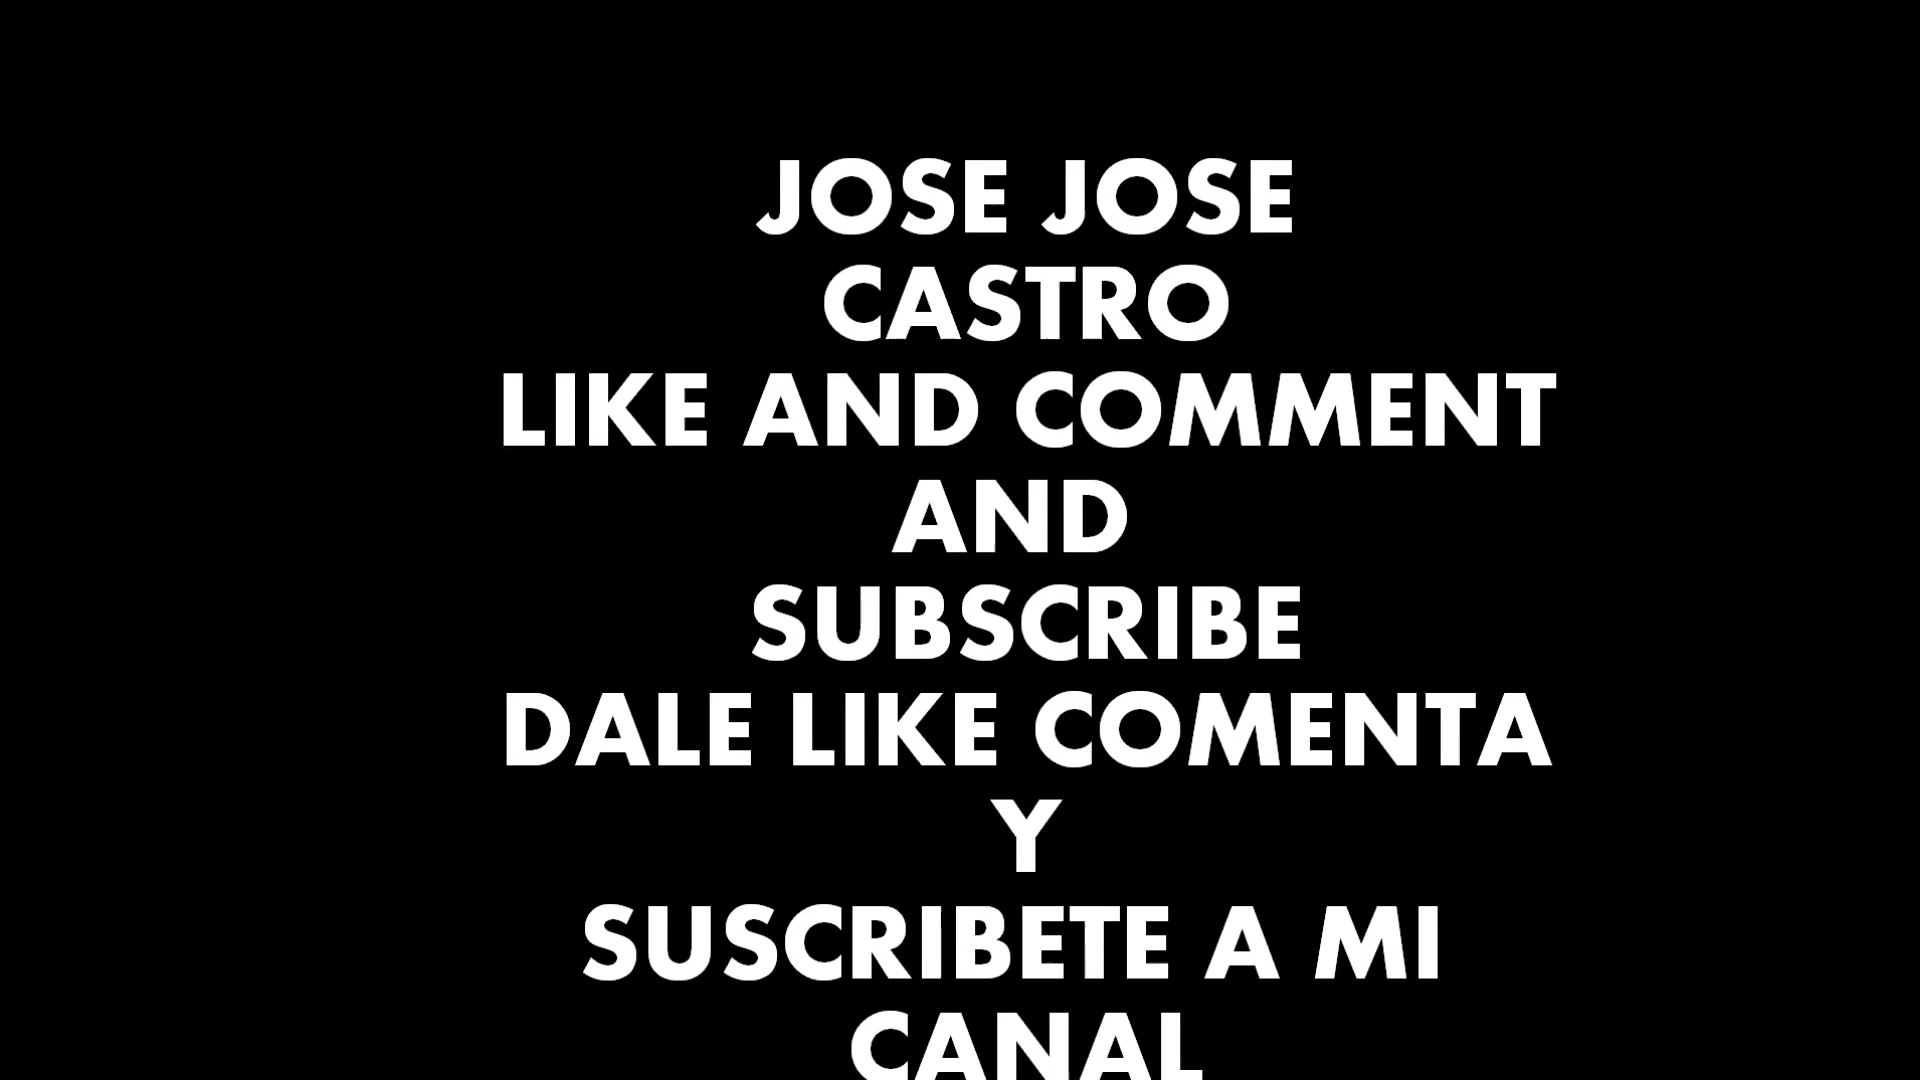 JOSE JOSE
CASTRO
LIKE AND COMMENT
AND
SUBSCRIBE
DALE LIKE COMENTA
Y
SUSCRIBETE A MI
CANAL